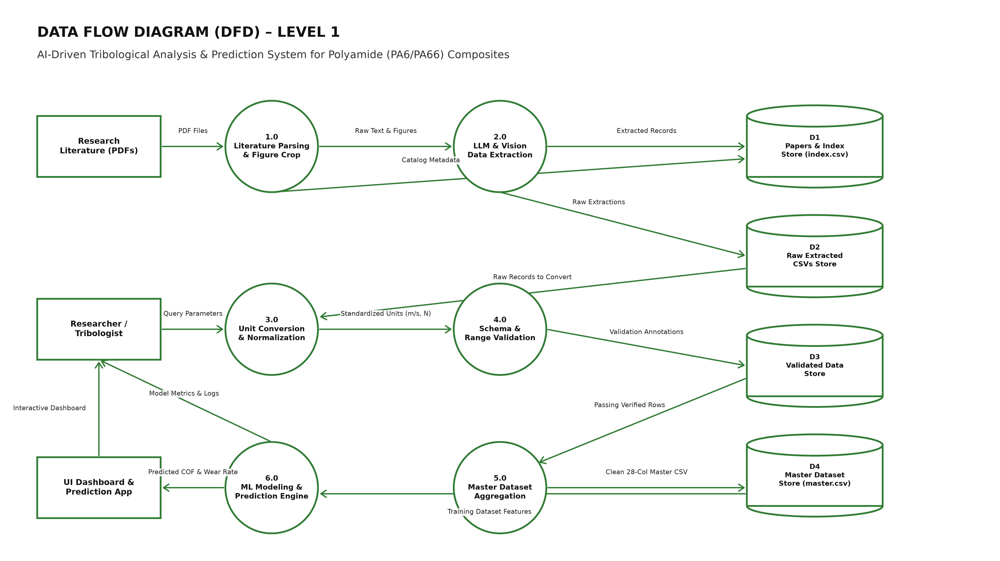 DATA FLOW DIAGRAM (DFD) – LEVEL 1
AI-Driven Tribological Analysis & Prediction System for Polyamide (PA6/PA66) Composites
Research
Literature (PDFs)
PDF Files
1.0
Literature Parsing
& Figure Crop
Raw Text & Figures
Catalog Metadata
2.0
LLM & Vision
Data Extraction
Extracted Records
D1
Papers & Index
Store (index.csv)
Raw Extractions
D2
Raw Extracted
CSVs Store
Raw Records to Convert
Researcher /
Tribologist
Query Parameters
3.0
Unit Conversion
& Normalization
Standardized Units (m/s, N)
4.0
Schema &
Range Validation
Validation Annotations
D3
Validated Data
Store
Model Metrics & Logs
Interactive Dashboard
Passing Verified Rows
UI Dashboard &
Prediction App
Predicted COF & Wear Rate
6.0
ML Modeling &
Prediction Engine
5.0
Master Dataset
Aggregation
Training Dataset Features
Clean 28-Col Master CSV
D4
Master Dataset
Store (master.csv)